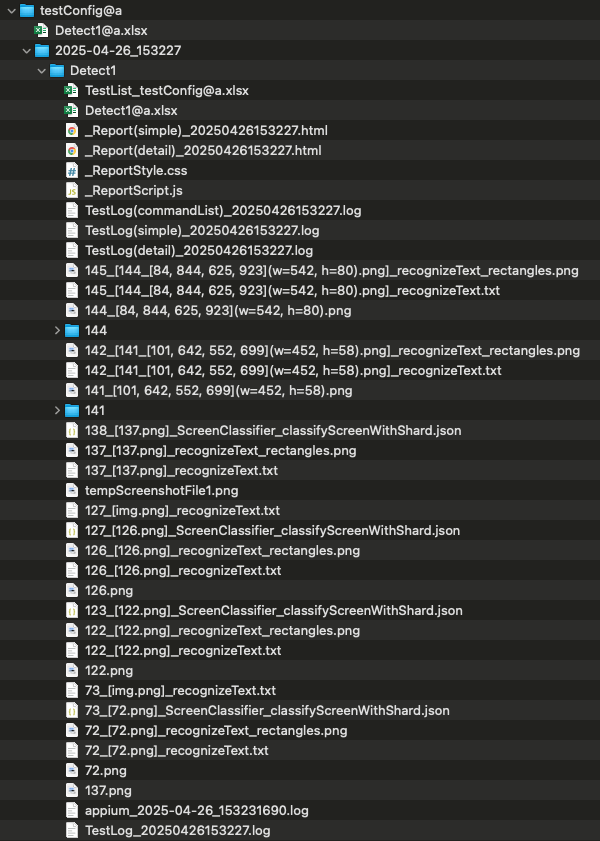 testConfig@a
Detect1@a.xlsx
2025-04-26_153227
Detect1
TestList_testConfig@a.xlsx
Detect1@a.xlsx
_Report(simple)_20250426153227.html
_Report(detail)_20250426153227.html
_ReportStyle.css
_ReportScript.js
TestLog(commandList)_20250426153227.log
TestLog(simple)_20250426153227.log
TestLog(detail)_20250426153227.log
145_[144_[84, 844, 625, 923](w=542, h=80).png]_recognizeText_rectangles.png
145_[144_[84, 844, 625, 923](w=542, h=80).png]_recognizeText.txt
144_[84, 844, 625, 923](w=542, h=80).png
144
142_[141_[101, 642, 552, 699](w=452, h=58).png]_recognizeText_rectangles.png
142_[141_[101, 642, 552, 699](w=452, h=58).png]_recognizeText.txt
141_[101, 642, 552, 699](w=452, h=58).png
141
138_[137.png]_ScreenClassifier_classifyScreenWithShard.json
137_[137.png]_recognizeText_rectangles.png
137_[137.png]_recognizeText.txt
tempScreenshotFile1.png
127_[img.png]_recognizeText.txt
127_[126.png]_ScreenClassifier_classifyScreenWithShard.json
126_[126.png]_recognizeText_rectangles.png
126_[126.png]_recognizeText.txt
126.png
123_[122.png]_ScreenClassifier_classifyScreenWithShard.json
122_[122.png]_recognizeText_rectangles.png
122_[122.png]_recognizeText.txt
122.png
73_[img.png]_recognizeText.txt
73_[72.png]_ScreenClassifier_classifyScreenWithShard.json
72_[72.png]_recognizeText_rectangles.png
72_[72.png]_recognizeText.txt
72.png
137.png
appium_2025-04-26_153231690.log
TestLog_20250426153227.log